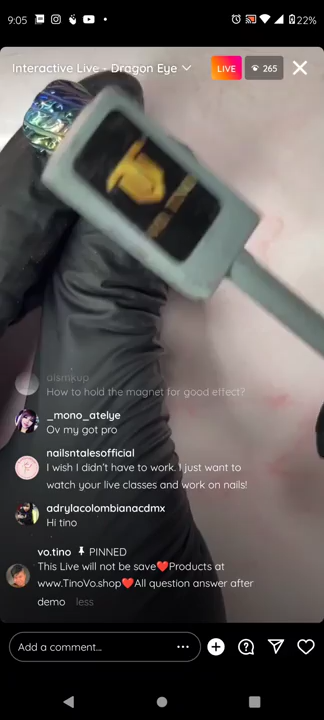 9:05
22%
Interactive Live - Dragon Eye
LIVE
265
alsmkup
How to hold the magnet for good effect?
_mono_atelye
Ov my got pro
nailsntalesofficial
I wish I didn't have to work. I just want to
watch your live classes and work on nails!
adrylacolombianacdmx
Hi tino
vo.tino PINNED
This Live will not be save❤️Products at
www.TinoVo.shop❤️All question answer after
demo less
Add a comment...